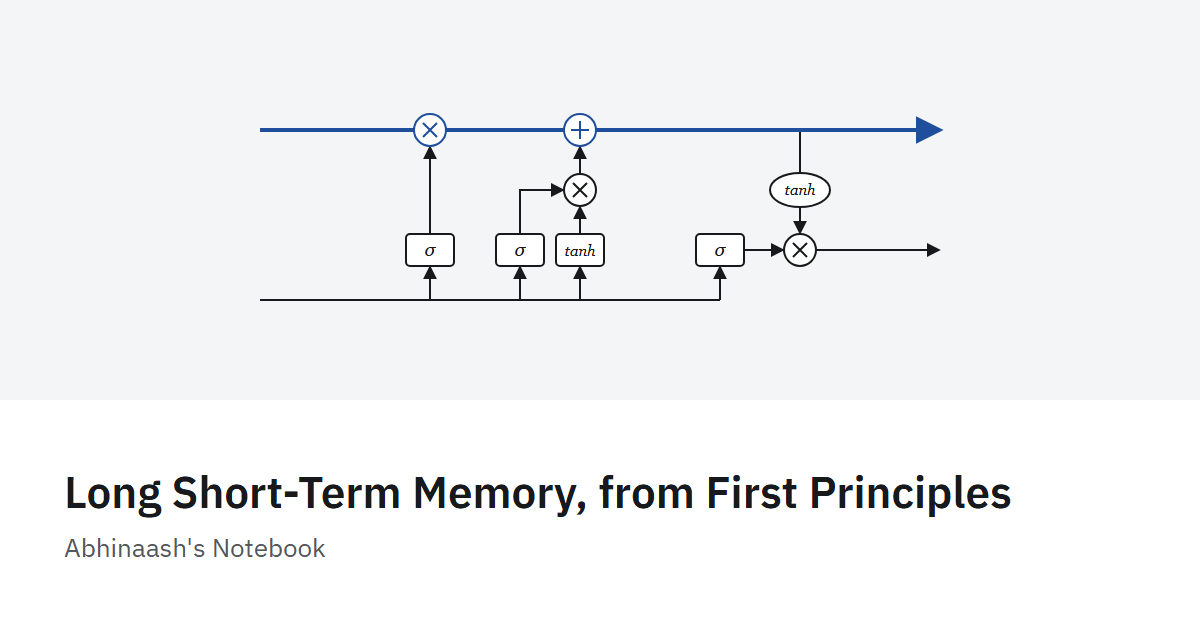 tanh
σ
σ
tanh
σ
Long Short-Term Memory, from First Principles
Abhinaash's Notebook